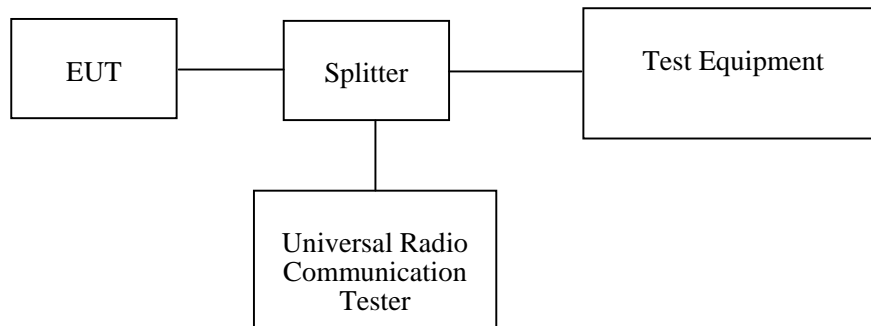 EUT
Splitter
Test Equipment
Universal Radio
Communication
Tester